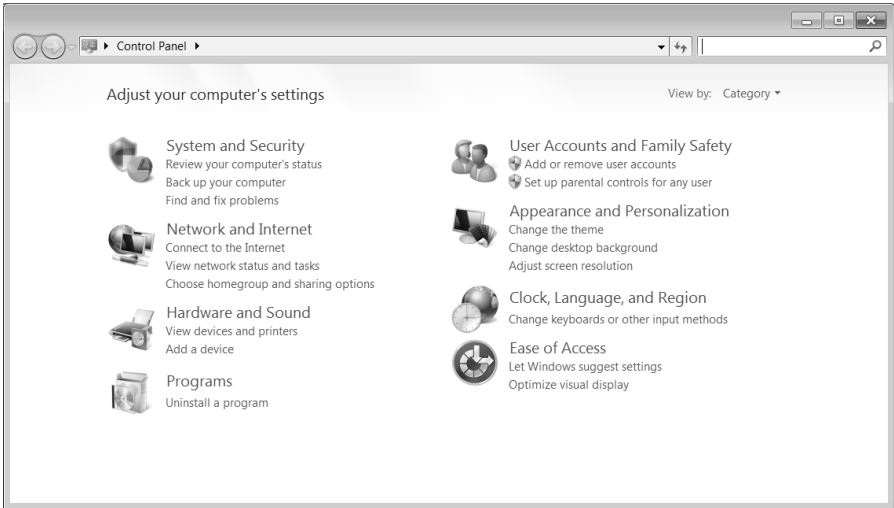 Control Panel
Adjust your computer's settings
View by: Category
System and Security
Review your computer's status
Back up your computer
Find and fix problems
Network and Internet
Connect to the Internet
View network status and tasks
Choose homegroup and sharing options
Hardware and Sound
View devices and printers
Add a device
Programs
Uninstall a program
User Accounts and Family Safety
Add or remove user accounts
Set up parental controls for any user
Appearance and Personalization
Change the theme
Change desktop background
Adjust screen resolution
Clock, Language, and Region
Change keyboards or other input methods
Ease of Access
Let Windows suggest settings
Optimize visual display